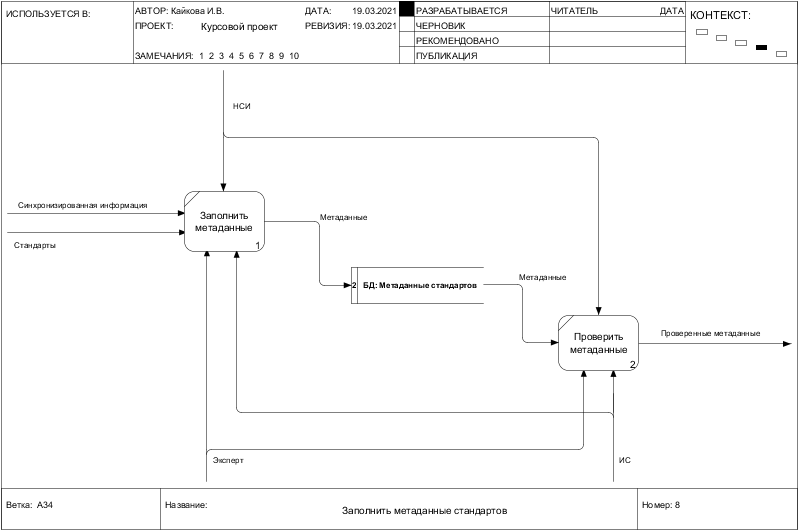 ИСПОЛЬЗУЕТСЯ В:
АВТОР: Кайкова И.В.
ДАТА: 19.03.2021
ПРОЕКТ: Курсовой проект
РЕВИЗИЯ: 19.03.2021
ЗАМЕЧАНИЯ: 1 2 3 4 5 6 7 8 9 10
РАЗРАБАТЫВАЕТСЯ
ЧЕРНОВИК
РЕКОМЕНДОВАНО
ПУБЛИКАЦИЯ
ЧИТАТЕЛЬ ДАТА
КОНТЕКСТ:
НСИ
Синхронизированная информация
Стандарты
Заполнить
метаданные
1
Метаданные
2 БД: Метаданные стандартов
Метаданные
Проверить
метаданные
2
Проверенные метаданные
Эксперт
ИС
Ветка: A34
Название:
Заполнить метаданные стандартов
Номер: 8